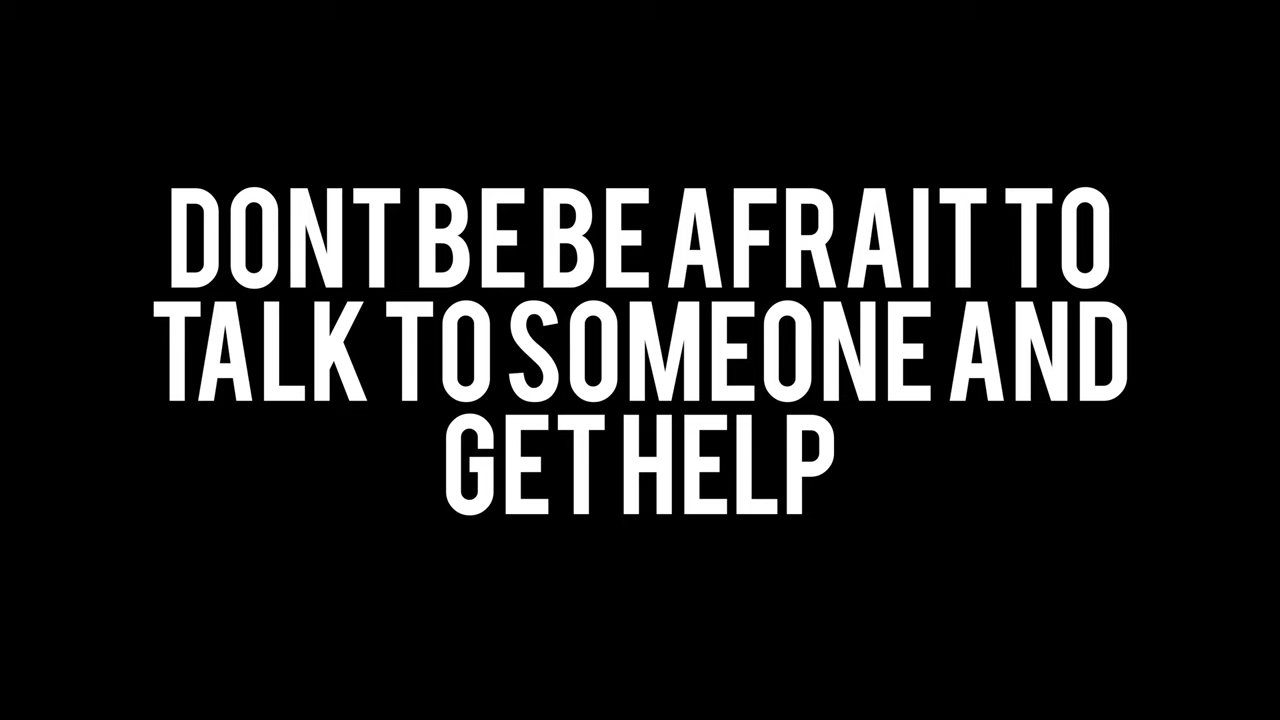 DONT BE BE AFRAIT TO
TALK TO SOMEONE AND
GET HELP